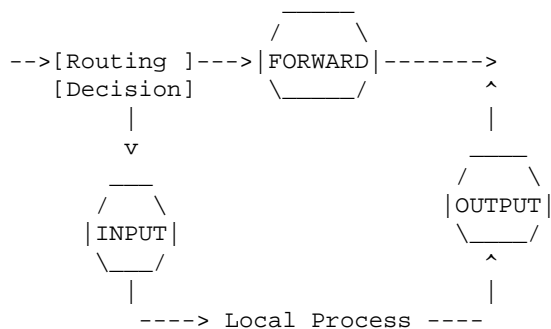 -->[Routing ]--->|FORWARD|------->
[Decision]
|INPUT|
|OUTPUT|
----> Local Process ----